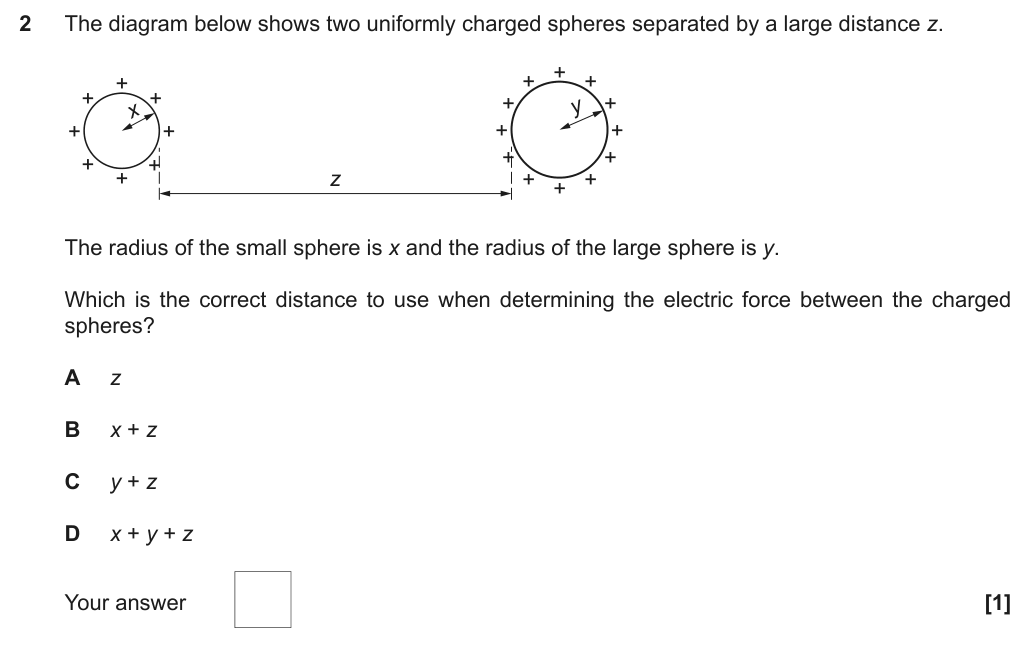 2 The diagram below shows two uniformly charged spheres separated by a large distance z.
+ + + + + + + + x
+ + + + + + + + + + + + y
z
The radius of the small sphere is x and the radius of the large sphere is y.
Which is the correct distance to use when determining the electric force between the charged
spheres?
A z
B x + z
C y + z
D x + y + z
Your answer [1]